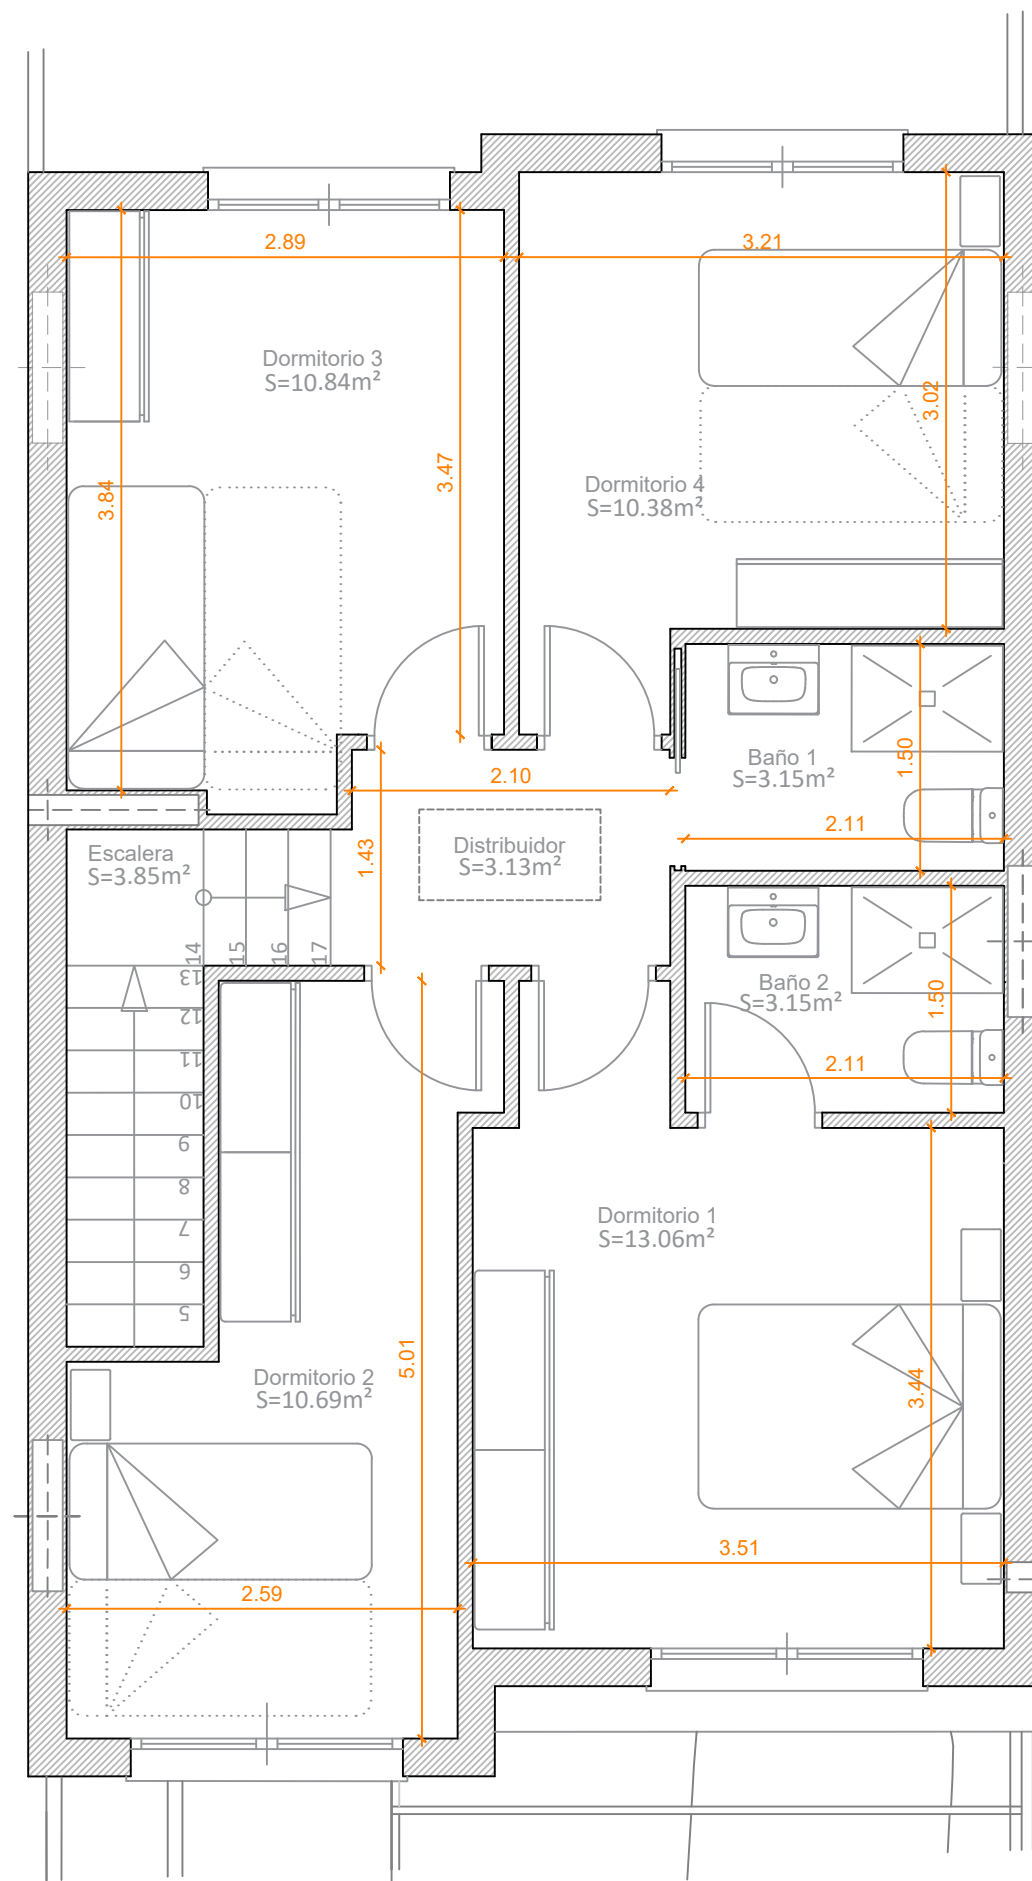 2.89
3.21
Dormitorio 3
S=10.84m²
3.02
3.84
3.47
Dormitorio 4
S=10.38m²
2.10
Baño 1
S=3.15m²
1.50
2.11
1.43
Escalera
S=3.85m²
Distribuidor
S=3.13m²
14
15
16
17
13
12
11
10
9
8
7
6
5
Baño 2
S=3.15m²
1.50
2.11
Dormitorio 1
S=13.06m²
5.01
Dormitorio 2
S=10.69m²
3.44
3.51
2.59